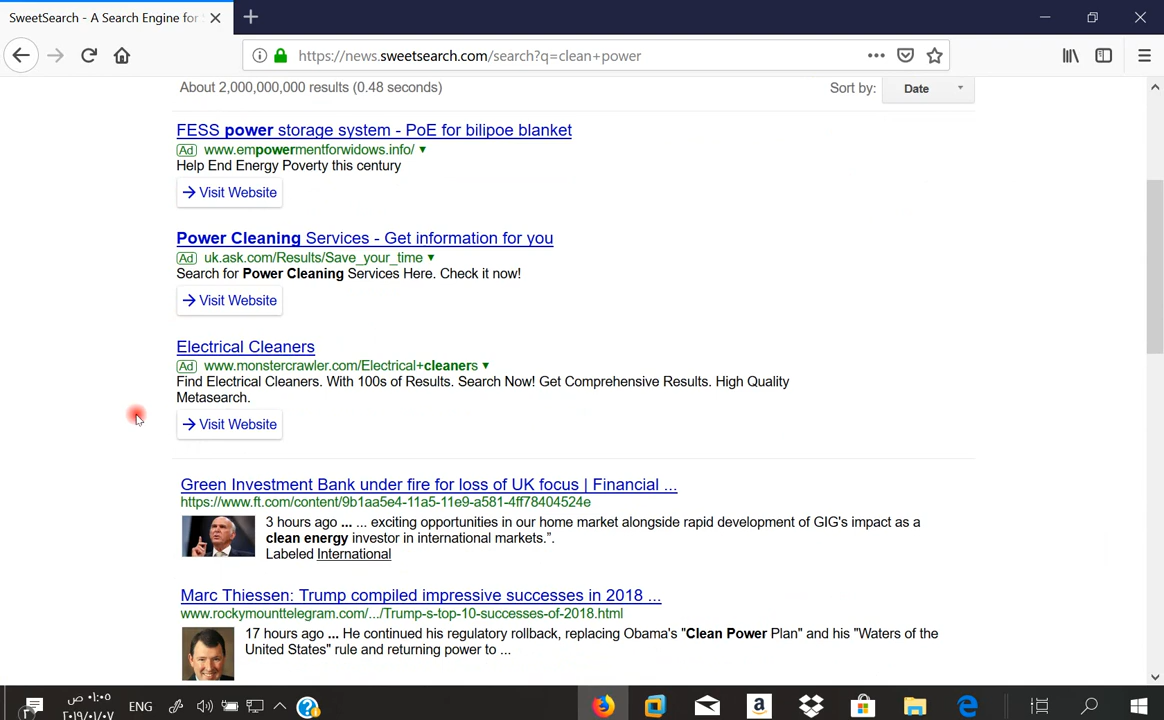 SweetSearch - A Search Engine for S
https://news.sweetsearch.com/search?q=clean+power
About 2,000,000,000 results (0.48 seconds)
Sort by: Date
FESS power storage system - PoE for bilipoe blanket
Ad www.empowermentforwidows.info/
Help End Energy Poverty this century
Visit Website
Power Cleaning Services - Get information for you
Ad uk.ask.com/Results/Save_your_time
Search for Power Cleaning Services Here. Check it now!
Visit Website
Electrical Cleaners
Ad www.monstercrawler.com/Electrical+cleaners
Find Electrical Cleaners. With 100s of Results. Search Now! Get Comprehensive Results. High Quality
Metasearch.
Visit Website
Green Investment Bank under fire for loss of UK focus | Financial ...
https://www.ft.com/content/9b1aa5e4-11a5-11e9-a581-4ff78404524e
3 hours ago ... ... exciting opportunities in our home market alongside rapid development of GIG's impact as a
clean energy investor in international markets.”.
Labeled International
Marc Thiessen: Trump compiled impressive successes in 2018 ...
www.rockymounttelegram.com/.../Trump-s-top-10-successes-of-2018.html
17 hours ago ... He continued his regulatory rollback, replacing Obama's "Clean Power Plan" and his "Waters of the
United States" rule and returning power to ...
٠١:٠٥ ص
ENG
٢٠١٩/٠١/٠٧